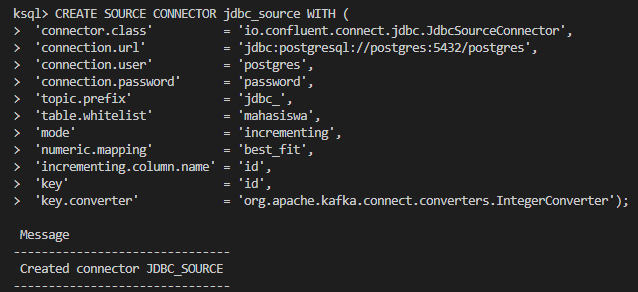 ksql> CREATE SOURCE CONNECTOR jdbc_source WITH (
>  'connector.class'          = 'io.confluent.connect.jdbc.JdbcSourceConnector',
>  'connection.url'           = 'jdbc:postgresql://postgres:5432/postgres',
>  'connection.user'          = 'postgres',
>  'connection.password'      = 'password',
>  'topic.prefix'             = 'jdbc_',
>  'table.whitelist'          = 'mahasiswa',
>  'mode'                     = 'incrementing',
>  'numeric.mapping'          = 'best_fit',
>  'incrementing.column.name' = 'id',
>  'key'                      = 'id',
>  'key.converter'            = 'org.apache.kafka.connect.converters.IntegerConverter');
 Message
-------------------------------
 Created connector JDBC_SOURCE
-------------------------------